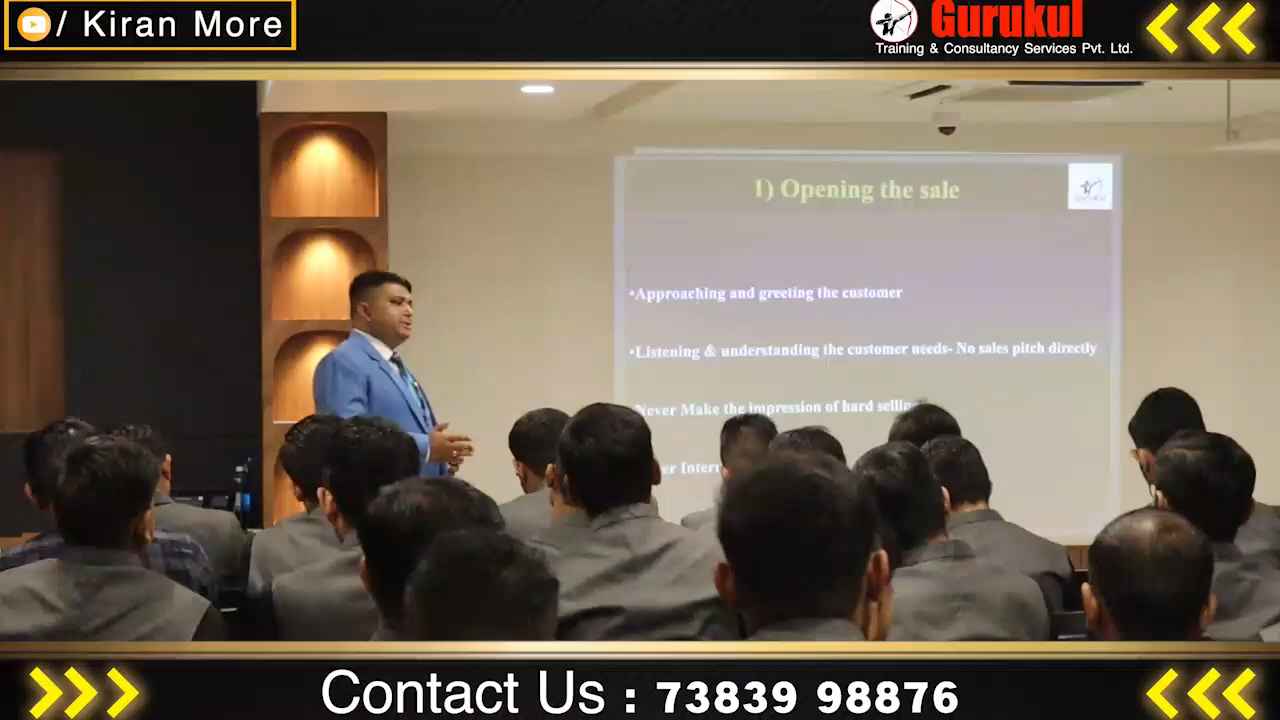 / Kiran More
Gurukul
Training & Consultancy Services Pvt. Ltd.
1) Opening the sale
•Approaching and greeting the customer
•Listening & understanding the customer needs- No sales pitch directly
Never Make the impression of hard
Contact Us : 73839 98876